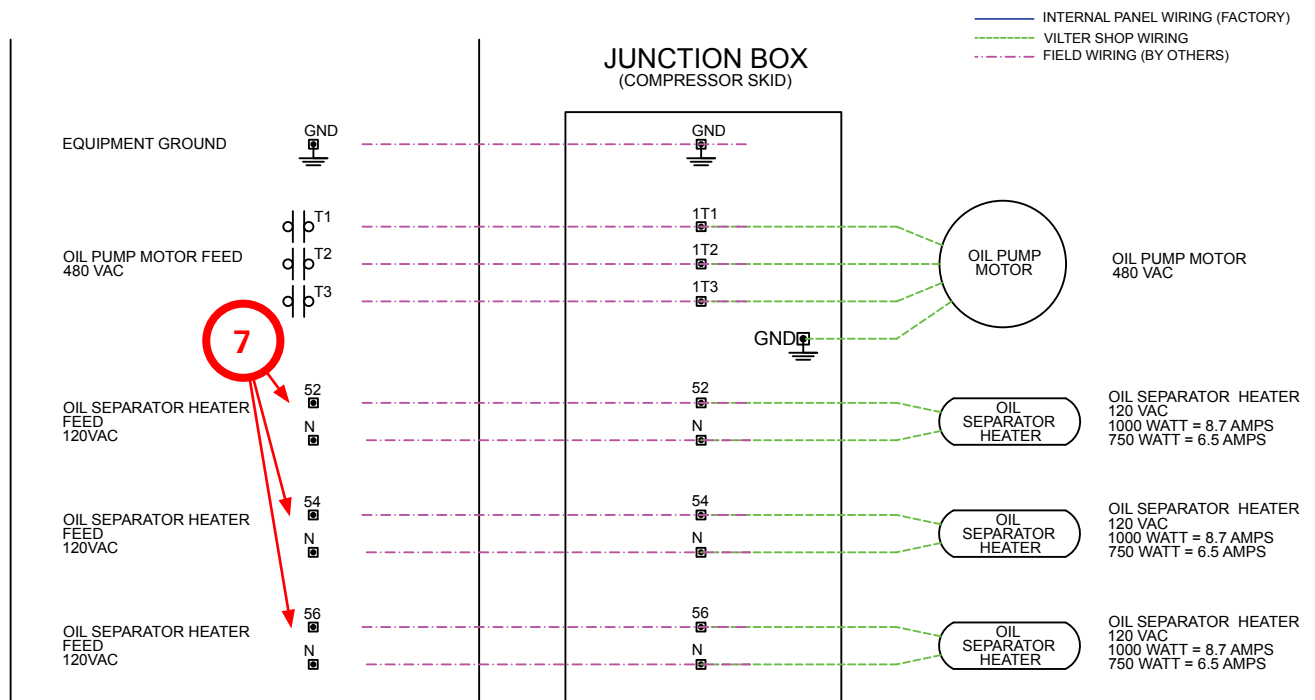 INTERNAL PANEL WIRING (FACTORY)
VILTER SHOP WIRING
FIELD WIRING (BY OTHERS)
JUNCTION BOX
(COMPRESSOR SKID)
EQUIPMENT GROUND
GND
GND
OIL PUMP MOTOR FEED
480 VAC
T1
T2
T3
1T1
1T2
1T3
GND
OIL PUMP
MOTOR
OIL PUMP MOTOR
480 VAC
7
OIL SEPARATOR HEATER
FEED
120VAC
52
N
52
N
OIL
SEPARATOR
HEATER
OIL SEPARATOR HEATER
120 VAC
1000 WATT = 8.7 AMPS
750 WATT = 6.5 AMPS
OIL SEPARATOR HEATER
FEED
120VAC
54
N
54
N
OIL
SEPARATOR
HEATER
OIL SEPARATOR HEATER
120 VAC
1000 WATT = 8.7 AMPS
750 WATT = 6.5 AMPS
OIL SEPARATOR HEATER
FEED
120VAC
56
N
56
N
OIL
SEPARATOR
HEATER
OIL SEPARATOR HEATER
120 VAC
1000 WATT = 8.7 AMPS
750 WATT = 6.5 AMPS